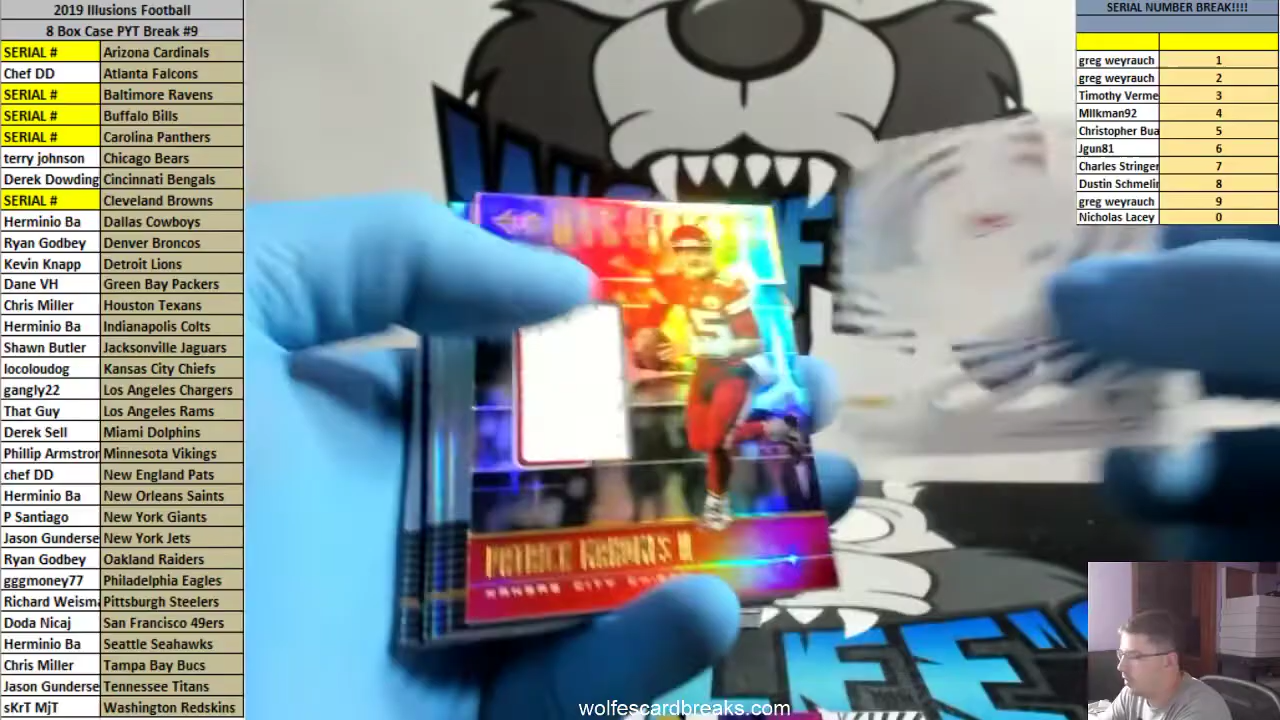 2019 Illusions Football
8 Box Case PYT Break #9
SERIAL # Arizona Cardinals
Chef DD Atlanta Falcons
SERIAL # Baltimore Ravens
SERIAL # Buffalo Bills
SERIAL # Carolina Panthers
terry johnson Chicago Bears
Derek Dowding Cincinnati Bengals
SERIAL # Cleveland Browns
Herminio Ba Dallas Cowboys
Ryan Godbey Denver Broncos
Kevin Knapp Detroit Lions
Dane VH Green Bay Packers
Chris Miller Houston Texans
Herminio Ba Indianapolis Colts
Shawn Butler Jacksonville Jaguars
locoloudog Kansas City Chiefs
gangly22 Los Angeles Chargers
That Guy Los Angeles Rams
Derek Sell Miami Dolphins
Phillip Armstror Minnesota Vikings
chef DD New England Pats
Herminio Ba New Orleans Saints
P Santiago New York Giants
Jason Gunderse New York Jets
Ryan Godbey Oakland Raiders
gggmoney77 Philadelphia Eagles
Richard Weisma Pittsburgh Steelers
Doda Nicaj San Francisco 49ers
Herminio Ba Seattle Seahawks
Chris Miller Tampa Bay Bucs
Jason Gunderse Tennessee Titans
sKrT MjT Washington Redskins
SERIAL NUMBER BREAK!!!!
greg weyrauch 1
greg weyrauch 2
Timothy Verme 3
MIlkman92 4
Christopher Bua 5
Jgun81 6
Charles Stringer 7
Dustin Schmelin 8
greg weyrauch 9
Nicholas Lacey 0
PATRICK MAHOMES II
KANSAS CITY
wolfescardbreaks.com